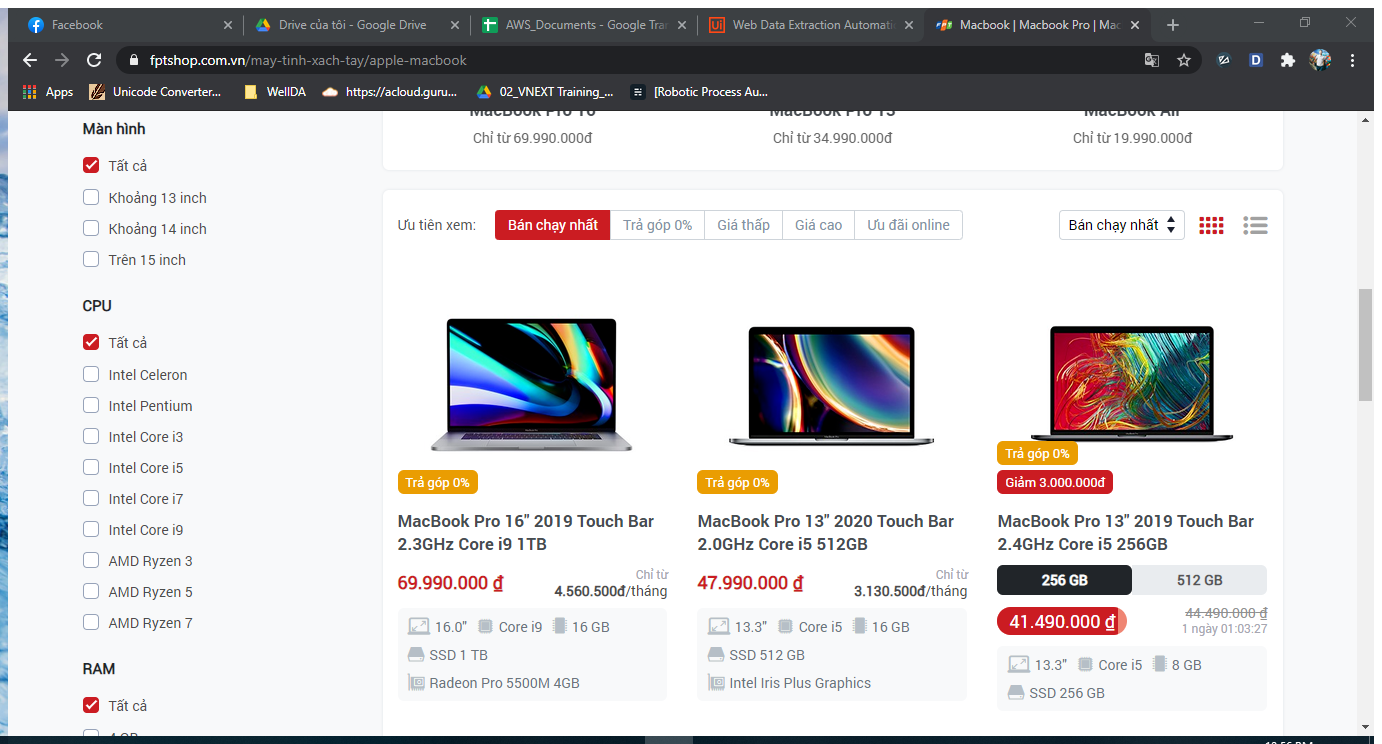 Facebook
Drive của tôi - Google Drive
AWS_Documents - Google Tran
Web Data Extraction Automati
Macbook | Macbook Pro | Mac
fptshop.com.vn/may-tinh-xach-tay/apple-macbook
Apps
Unicode Converter...
WellDA
https://acloud.guru...
02_VNEXT Training_...
[Robotic Process Au...
Màn hình
Tất cả
Khoảng 13 inch
Khoảng 14 inch
Trên 15 inch
CPU
Tất cả
Intel Celeron
Intel Pentium
Intel Core i3
Intel Core i5
Intel Core i7
Intel Core i9
AMD Ryzen 3
AMD Ryzen 5
AMD Ryzen 7
RAM
Tất cả
MacBook Pro 16
Chỉ từ 69.990.000đ
MacBook Pro 13
Chỉ từ 34.990.000đ
MacBook Air
Chỉ từ 19.990.000đ
Ưu tiên xem:
Bán chạy nhất
Trả góp 0%
Giá thấp
Giá cao
Ưu đãi online
Bán chạy nhất
Trả góp 0%
MacBook Pro 16" 2019 Touch Bar
2.3GHz Core i9 1TB
69.990.000 ₫
Chỉ từ
4.560.500đ/tháng
16.0" Core i9 16 GB
SSD 1 TB
Radeon Pro 5500M 4GB
Trả góp 0%
MacBook Pro 13" 2020 Touch Bar
2.0GHz Core i5 512GB
47.990.000 ₫
Chỉ từ
3.130.500đ/tháng
13.3" Core i5 16 GB
SSD 512 GB
Intel Iris Plus Graphics
Trả góp 0%
Giảm 3.000.000đ
MacBook Pro 13" 2019 Touch Bar
2.4GHz Core i5 256GB
256 GB
512 GB
41.490.000 ₫
44.490.000 ₫
1 ngày 01:03:27
13.3" Core i5 8 GB
SSD 256 GB